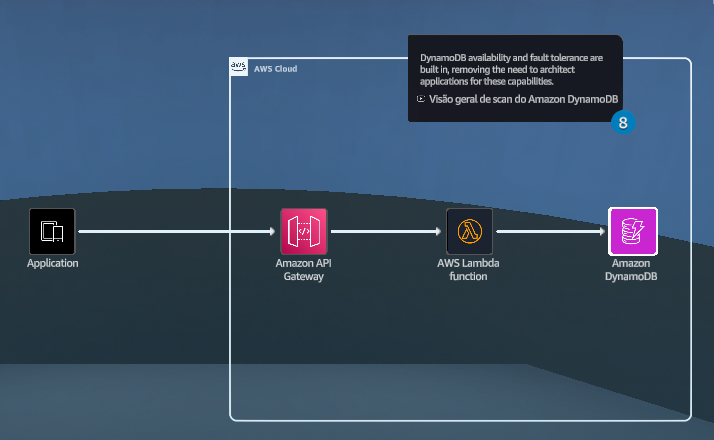 DynamoDB availability and fault tolerance are
built in, removing the need to architect
applications for these capabilities.
Visão geral de scan do Amazon DynamoDB
8
aws
AWS Cloud
Application
Amazon API
Gateway
AWS Lambda
function
Amazon
DynamoDB